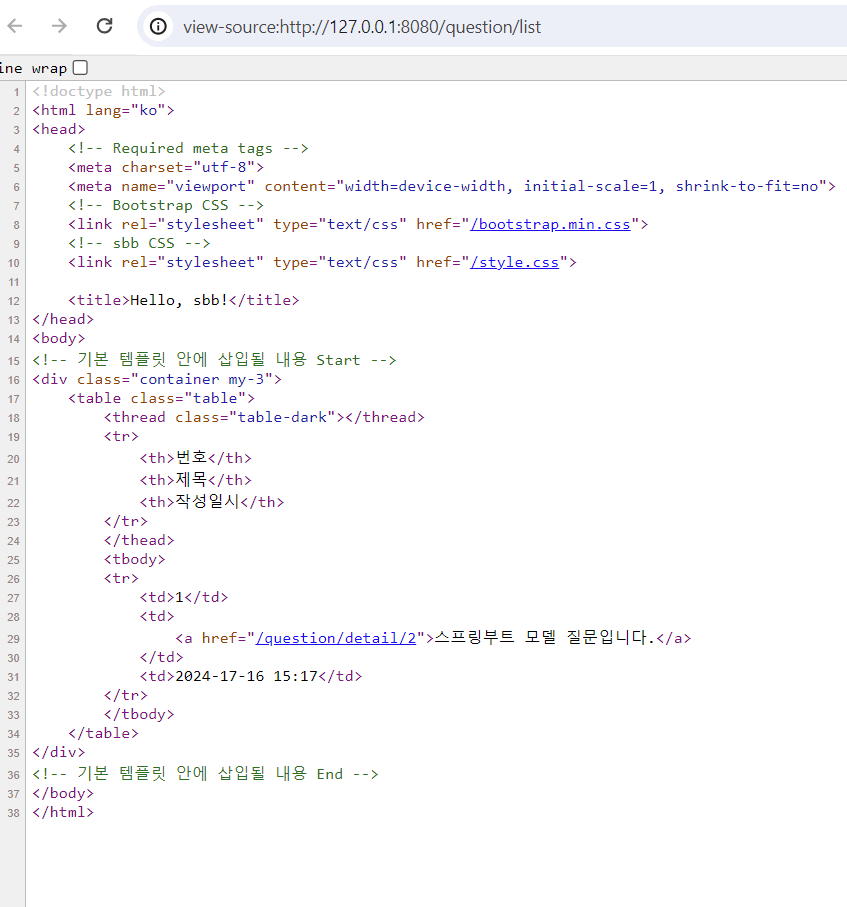 view-source:http://127.0.0.1:8080/question/list
ine wrap
1 <!doctype html>
2 <html lang="ko">
3 <head>
4 <!-- Required meta tags -->
5 <meta charset="utf-8">
6 <meta name="viewport" content="width=device-width, initial-scale=1, shrink-to-fit=no">
7 <!-- Bootstrap CSS -->
8 <link rel="stylesheet" type="text/css" href="/bootstrap.min.css">
9 <!-- sbb CSS -->
10 <link rel="stylesheet" type="text/css" href="/style.css">
11
12 <title>Hello, sbb!</title>
13 </head>
14 <body>
15 <!-- 기본 템플릿 안에 삽입될 내용 Start -->
16 <div class="container my-3">
17 <table class="table">
18 <thread class="table-dark"></thread>
19 <tr>
20 <th>번호</th>
21 <th>제목</th>
22 <th>작성일시</th>
23 </tr>
24 </thead>
25 <tbody>
26 <tr>
27 <td>1</td>
28 <td>
29 <a href="/question/detail/2">스프링부트 모델 질문입니다.</a>
30 </td>
31 <td>2024-17-16 15:17</td>
32 </tr>
33 </tbody>
34 </table>
35 </div>
36 <!-- 기본 템플릿 안에 삽입될 내용 End -->
37 </body>
38 </html>